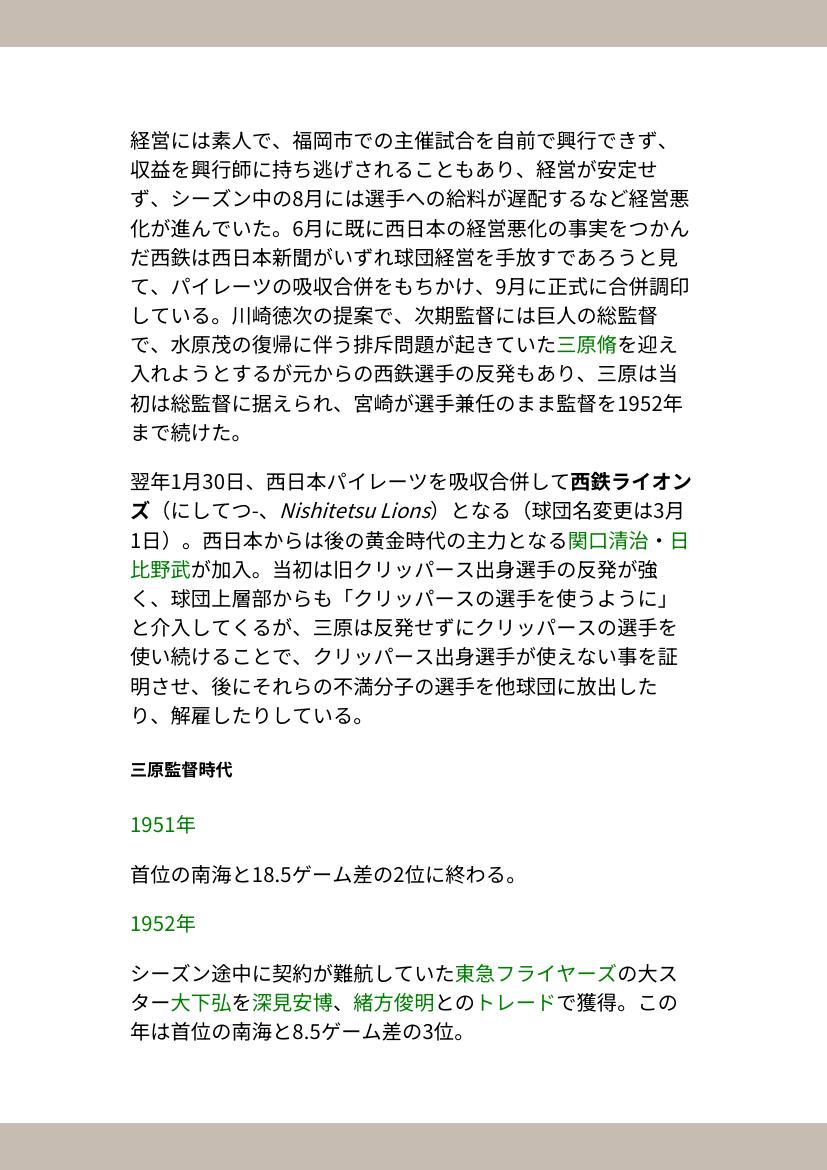 経営には素人で、福岡市での主催試合を自前で興行できず、
収益を興行師に持ち逃げされることもあり、経営が安定せ
ず、シーズン中の8月には選手への給料が遅配するなど経営悪
化が進んでいた。6月に既に西日本の経営悪化の事実をつかん
だ西鉄は西日本新聞がいずれ球団経営を手放すであろうと見
て、パイレーツの吸収合併をもちかけ、9月に正式に合併調印
している。川崎徳次の提案で、次期監督には巨人の総監督
で、水原茂の復帰に伴う排斥問題が起きていた三原脩を迎え
入れようとするが元からの西鉄選手の反発もあり、三原は当
初は総監督に据えられ、宮崎が選手兼任のまま監督を1952年
まで続けた。
翌年1月30日、西日本パイレーツを吸収合併して西鉄ライオン
ズ（にしてつ-、Nishitetsu Lions）となる（球団名変更は3月
1日）。西日本からは後の黄金時代の主力となる関口清治・日
比野武が加入。当初は旧クリッパース出身選手の反発が強
く、球団上層部からも「クリッパースの選手を使うように」
と介入してくるが、三原は反発せずにクリッパースの選手を
使い続けることで、クリッパース出身選手が使えない事を証
明させ、後にそれらの不満分子の選手を他球団に放出した
り、解雇したりしている。
三原監督時代
1951年
首位の南海と18.5ゲーム差の2位に終わる。
1952年
シーズン途中に契約が難航していた東急フライヤーズの大ス
ター大下弘を深見安博、緒方俊明とのトレードで獲得。この
年は首位の南海と8.5ゲーム差の3位。